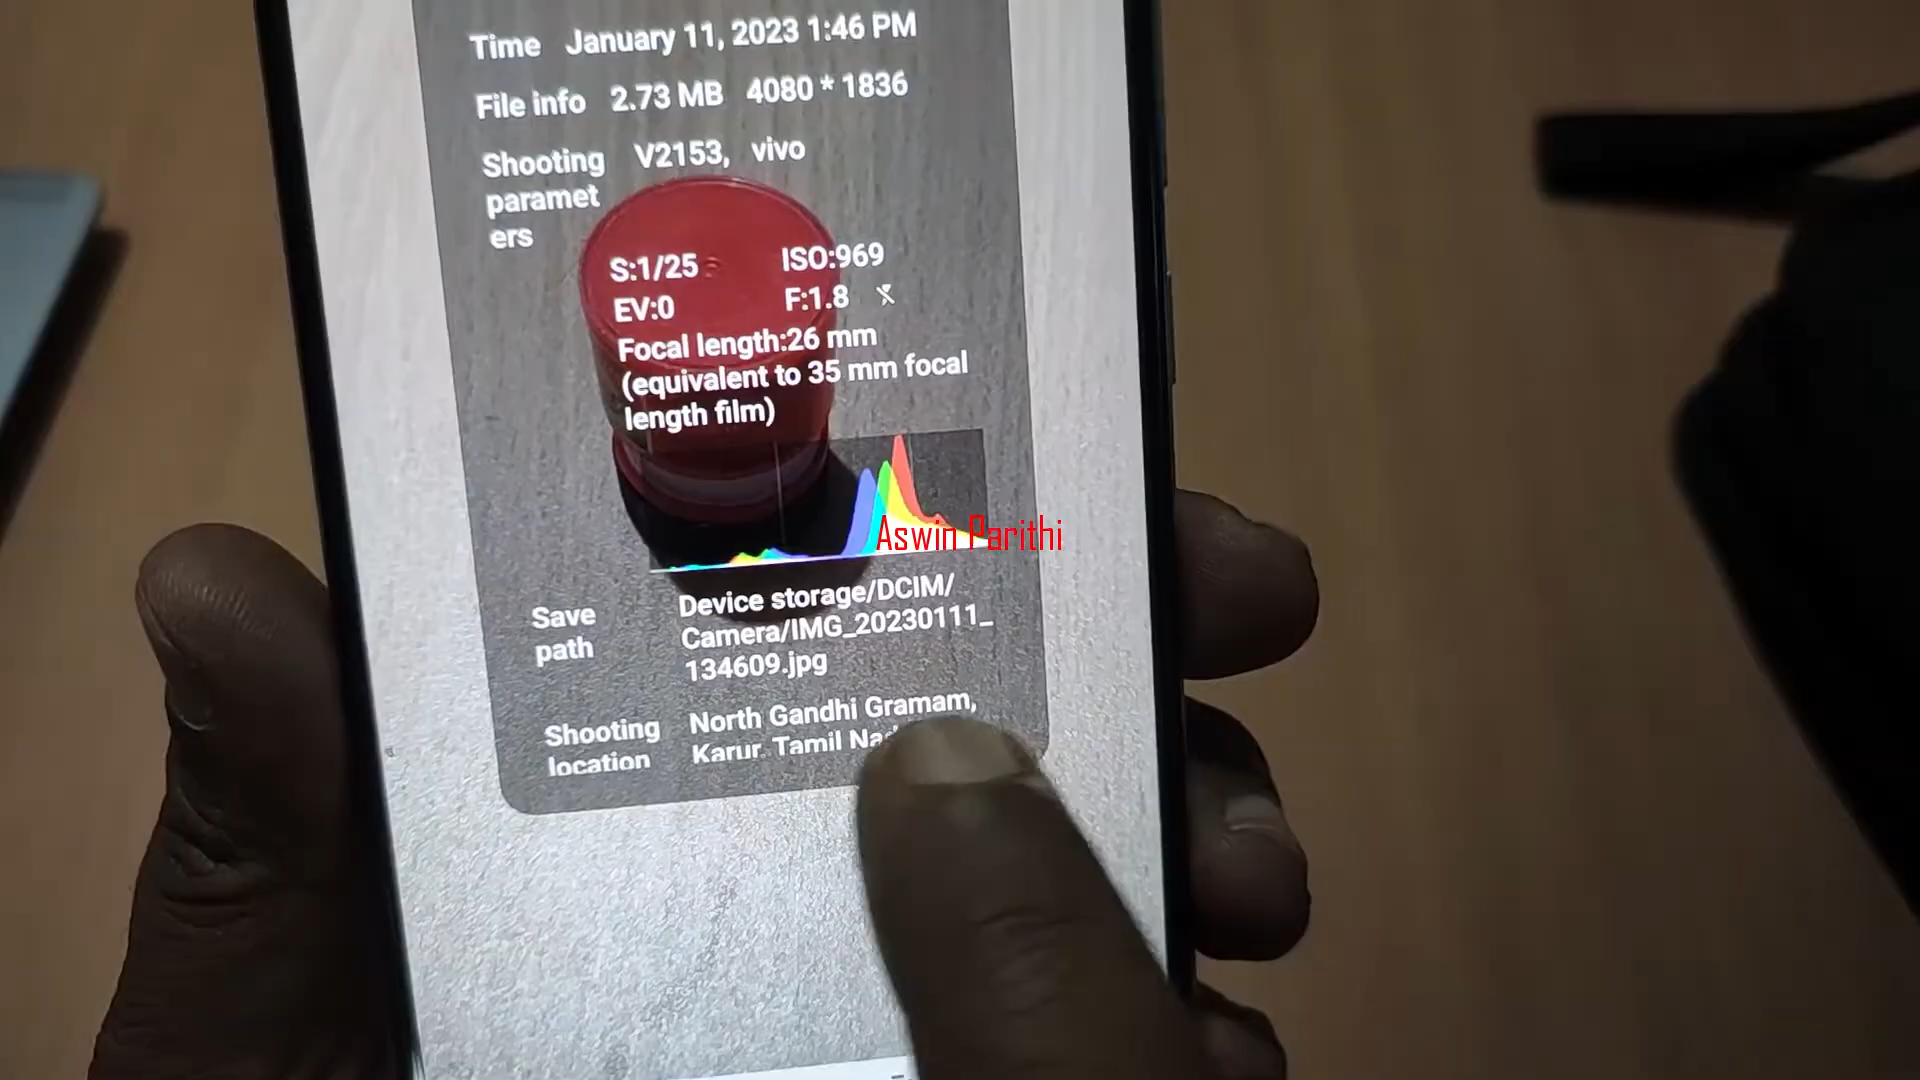 Time January 11, 2023 1:46 PM
File info 2.73 MB 4080 * 1836
Shooting V2153, vivo
paramet
ers
S:1/25 ISO:969
EV:0 F:1.8
Focal length:26 mm
(equivalent to 35 mm focal
length film)
Aswin Parithi
Save path
Device storage/DCIM/
Camera/IMG_20230111_
134609.jpg
Shooting location
North Gandhi Gramam,
Karur, Tamil